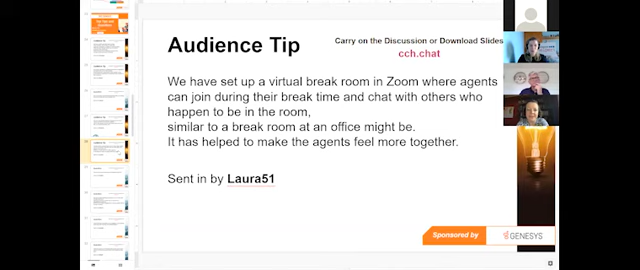 Audience Tip
Carry on the Discussion or Download Slides
cch.chat
We have set up a virtual break room in Zoom where agents
can join during their break time and chat with others who
happen to be in the room,
similar to a break room at an office might be.
It has helped to make the agents feel more together.
Sent in by Laura51
Sponsored by
GENESYS